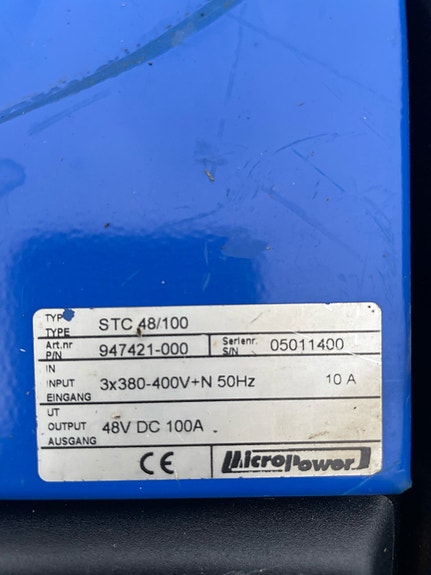 TYP
TYPE STC 48/100
Art.nr
P/N 947421-000 Serienr.
S/N 05011400
IN
INPUT 3x380-400V+N 50Hz 10 A
EINGANG
UT
OUTPUT 48V DC 100A
AUSGANG
CE MicroPower